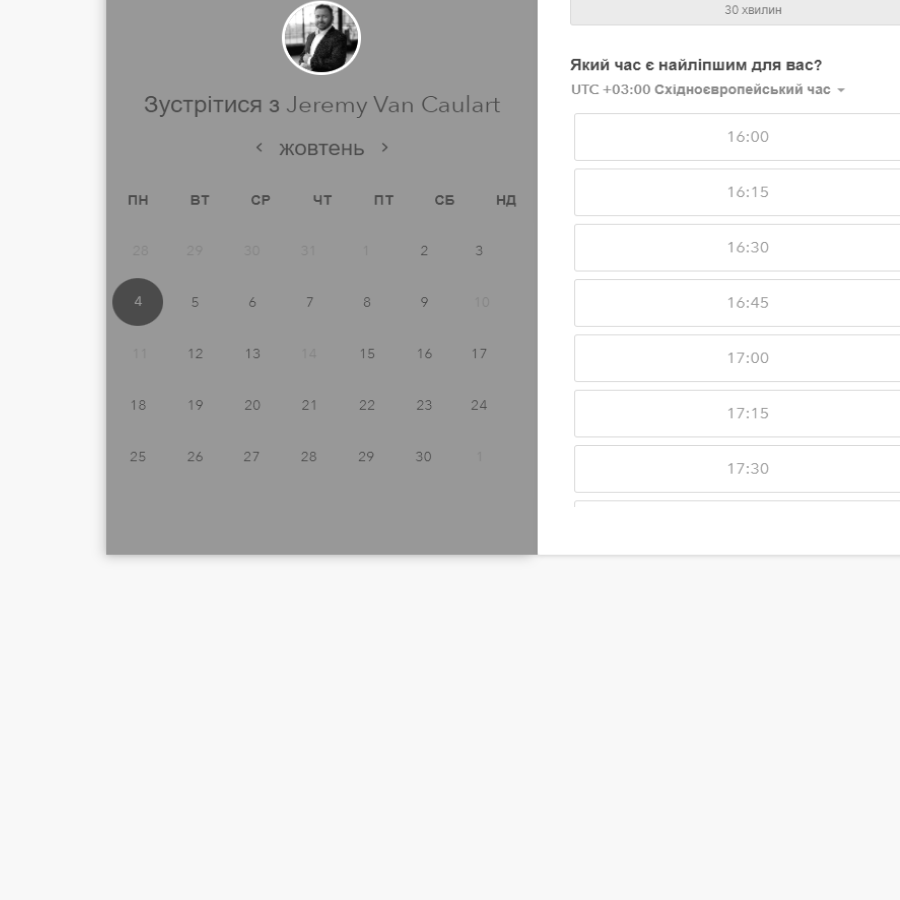 Зустрітися з Jeremy Van Caulart
жовтень
ПН ВТ СР ЧТ ПТ СБ НД
28 29 30 31 1 2 3
4 5 6 7 8 9 10
11 12 13 14 15 16 17
18 19 20 21 22 23 24
25 26 27 28 29 30 1
30 хвилин
Який час є найліпшим для вас?
UTC +03:00 Східноєвропейський час
16:00
16:15
16:30
16:45
17:00
17:15
17:30